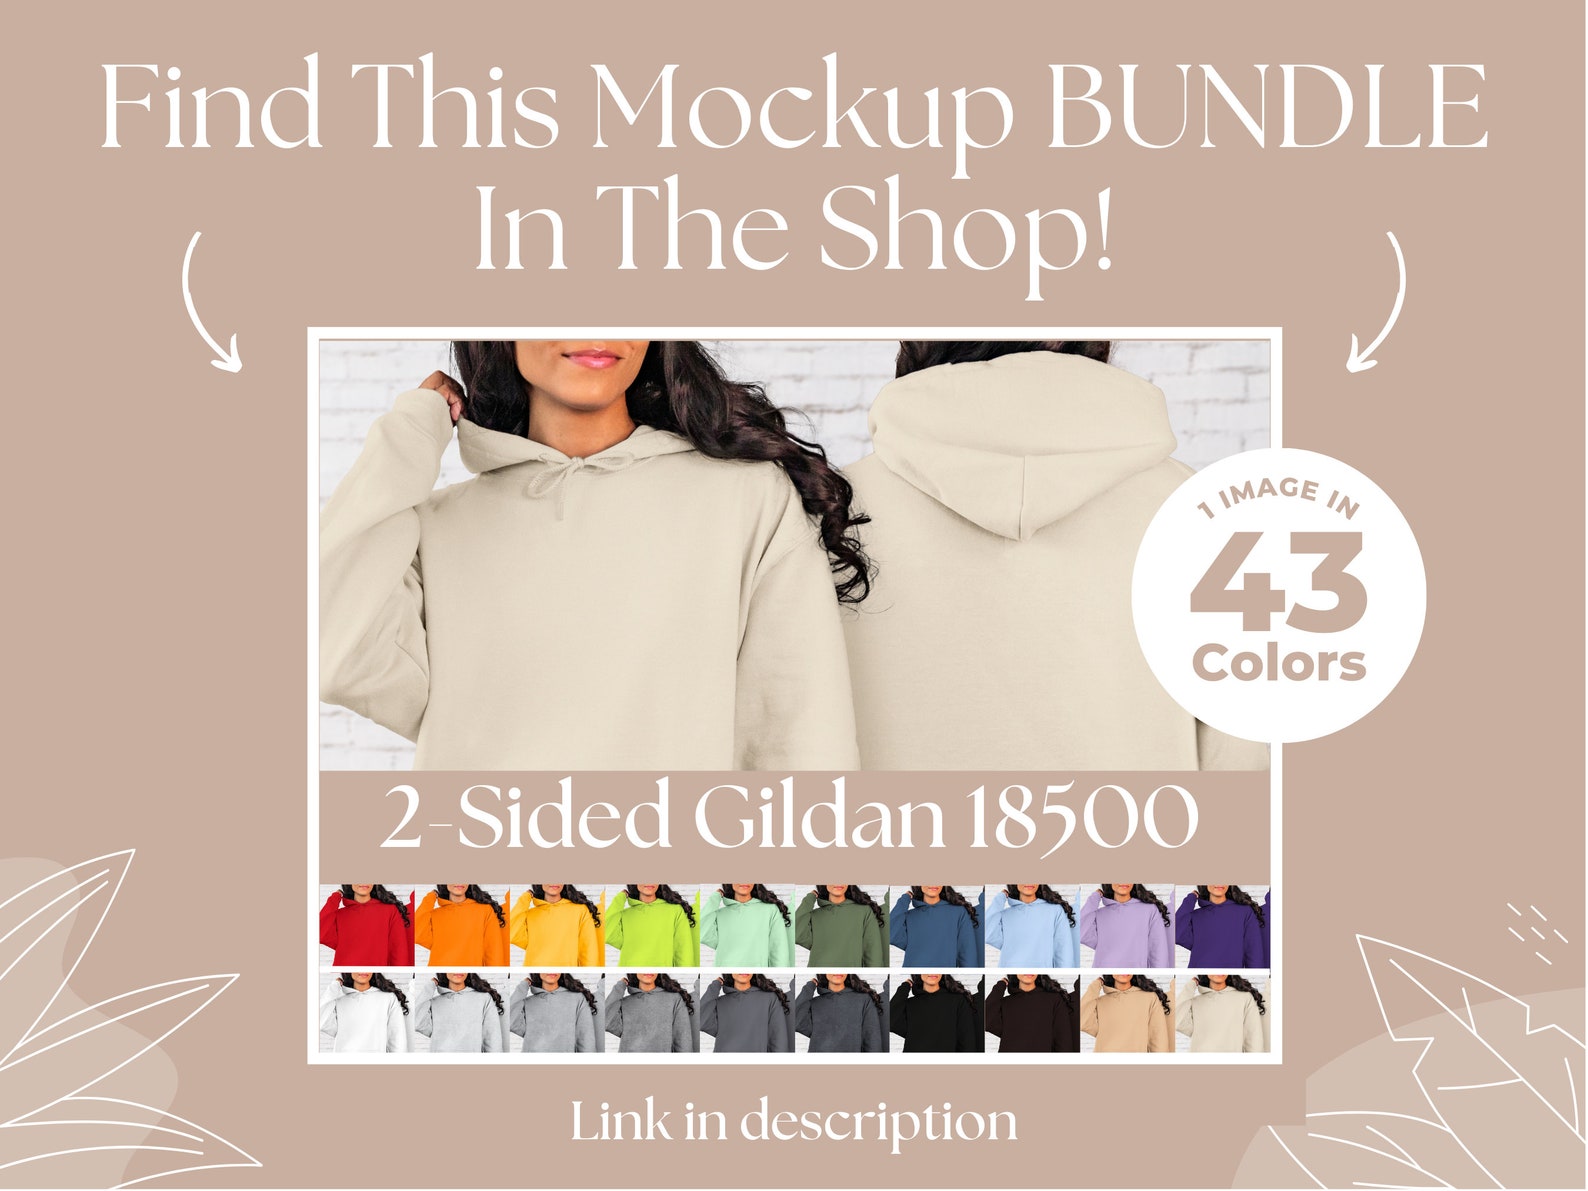 Find This Mockup BUNDLE
In The Shop!
1 IMAGE IN
43
Colors
2-Sided Gildan 18500
Link in description